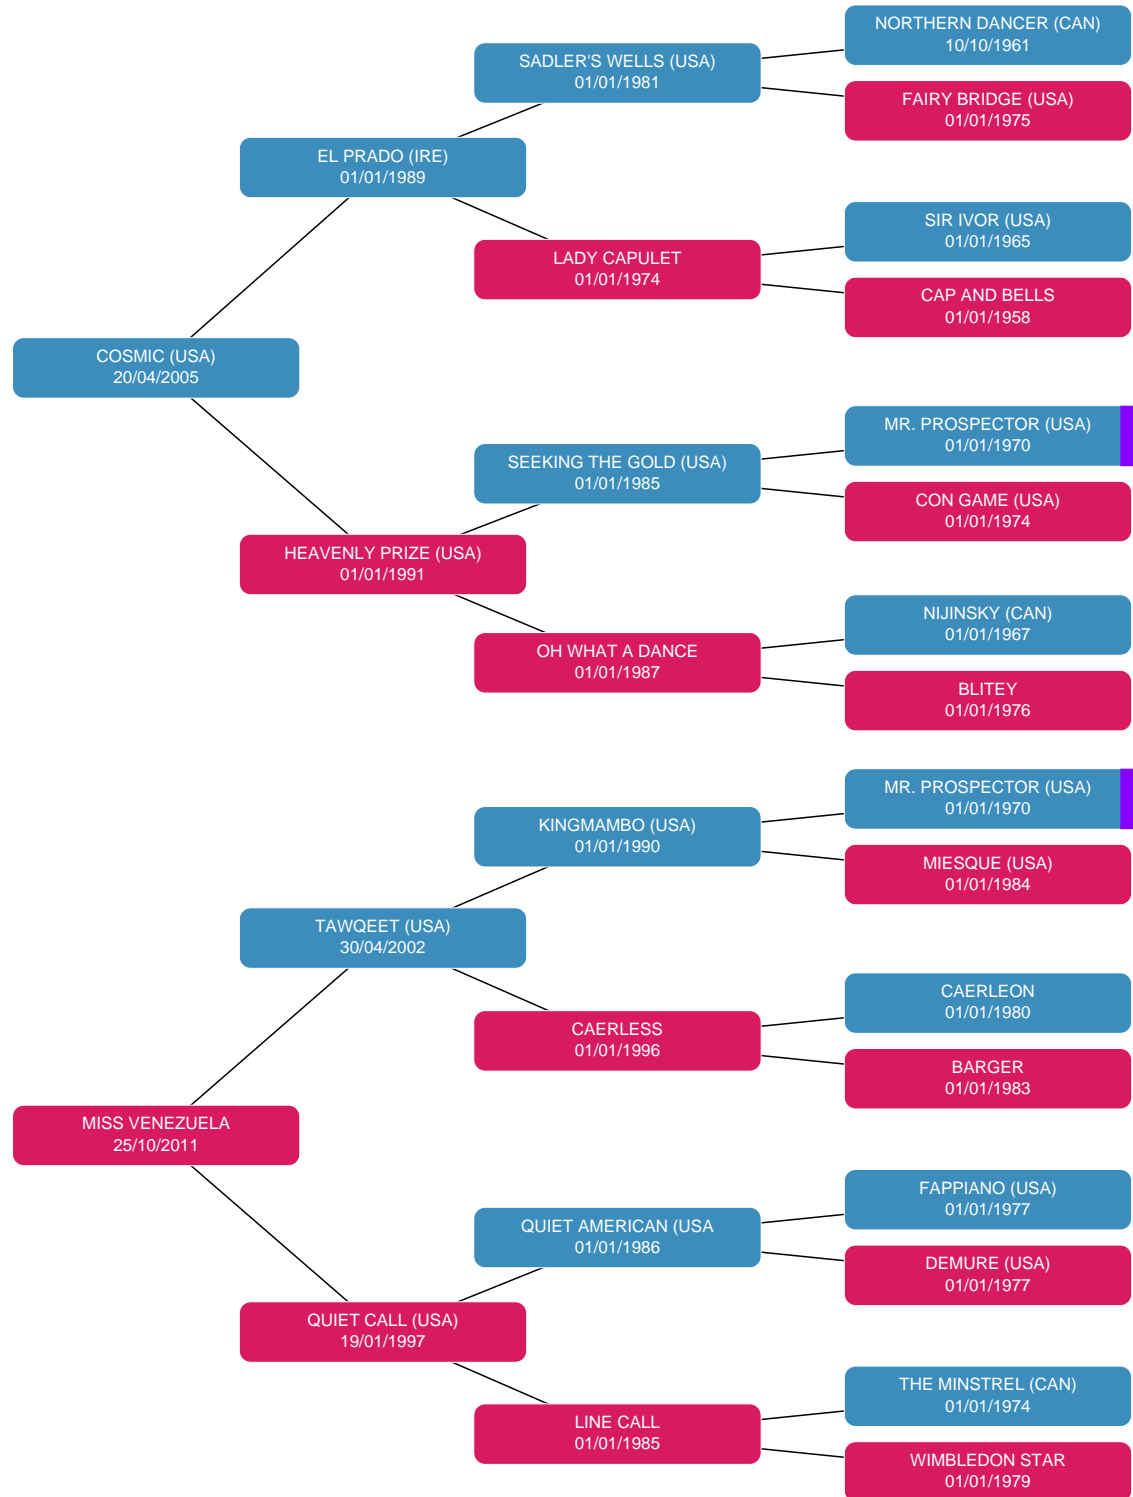 NORTHERN DANCER (CAN)
10/10/1961
SADLER'S WELLS (USA)
01/01/1981
FAIRY BRIDGE (USA)
01/01/1975
EL PRADO (IRE)
01/01/1989
SIR IVOR (USA)
01/01/1965
LADY CAPULET
01/01/1974
CAP AND BELLS
01/01/1958
COSMIC (USA)
20/04/2005
MR. PROSPECTOR (USA)
01/01/1970
SEEKING THE GOLD (USA)
01/01/1985
CON GAME (USA)
01/01/1974
HEAVENLY PRIZE (USA)
01/01/1991
NIJINSKY (CAN)
01/01/1967
OH WHAT A DANCE
01/01/1987
BLITEY
01/01/1976
MR. PROSPECTOR (USA)
01/01/1970
KINGMAMBO (USA)
01/01/1990
MIESQUE (USA)
01/01/1984
TAWQEET (USA)
30/04/2002
CAERLEON
01/01/1980
CAERLESS
01/01/1996
BARGER
01/01/1983
MISS VENEZUELA
25/10/2011
FAPPIANO (USA)
01/01/1977
QUIET AMERICAN (USA
01/01/1986
DEMURE (USA)
01/01/1977
QUIET CALL (USA)
19/01/1997
THE MINSTREL (CAN)
01/01/1974
LINE CALL
01/01/1985
WIMBLEDON STAR
01/01/1979